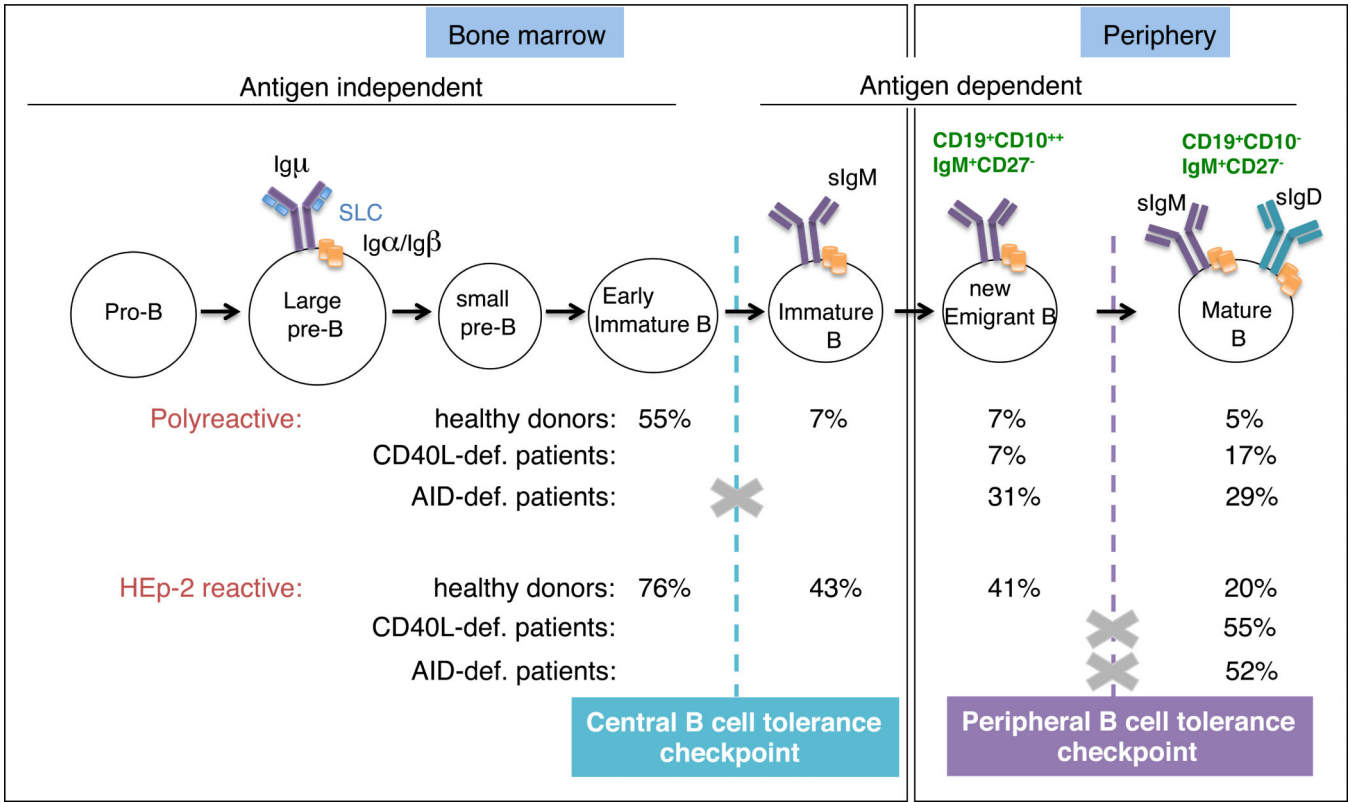 Bone marrow
Periphery
Antigen independent
Antigen dependent
CD19⁺CD10⁺⁺
IgM⁺CD27⁻
CD19⁺CD10⁻
IgM⁺CD27⁻
Igμ
SLC
Igα/Igβ
sIgM
sIgM
sIgD
Pro-B
Large
pre-B
small
pre-B
Early
Immature B
Immature
B
new
Emigrant B
Mature
B
Polyreactive: healthy donors: 55% 7% 7% 5%
CD40L-def. patients: 7% 17%
AID-def. patients: 31% 29%
HEp-2 reactive: healthy donors: 76% 43% 41% 20%
CD40L-def. patients: 55%
AID-def. patients: 52%
Central B cell tolerance
checkpoint
Peripheral B cell tolerance
checkpoint